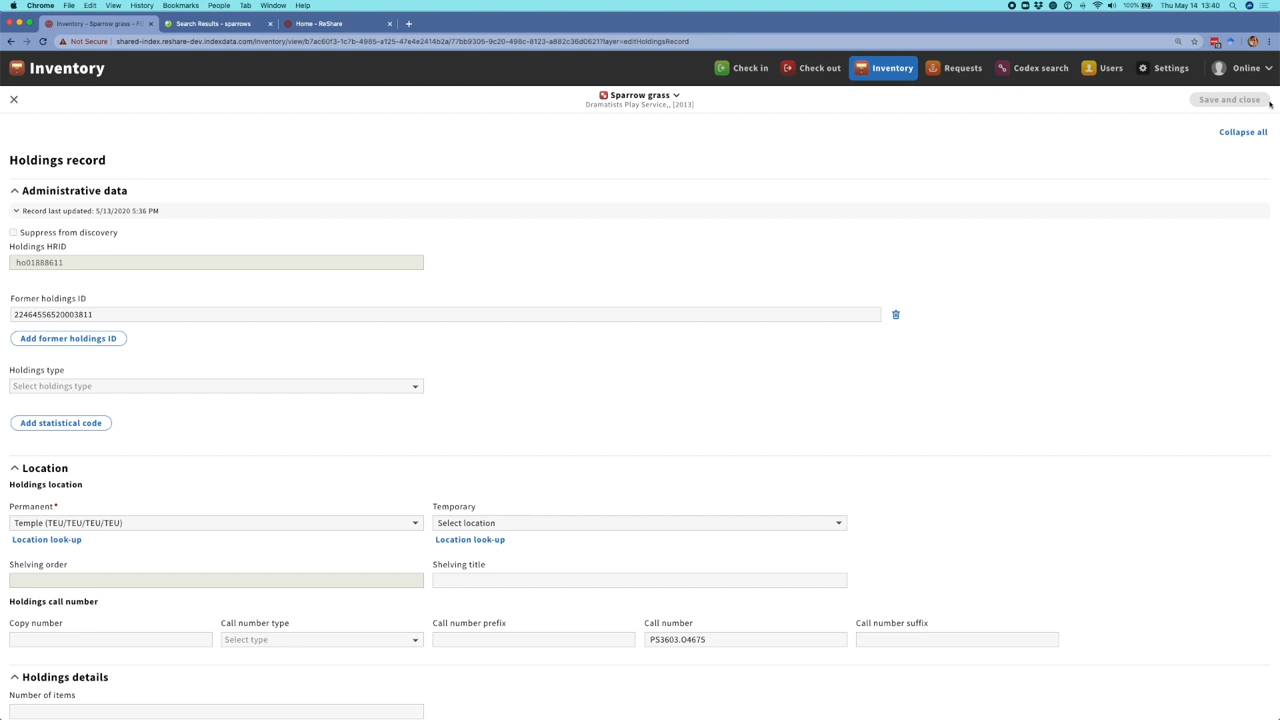 Chrome File Edit View History Bookmarks People Tab Window Help 100% Thu May 14 13:40
Inventory – Sparrow grass – FO Search Results - sparrows Home - ReShare
Not Secure shared-index.reshare-dev.indexdata.com/inventory/view/b7ac60f3-1c7b-4985-a125-47e4e2414b2a/77bb9305-9c20-498c-8123-a882c36d0621?layer=editHoldingsRecord
Inventory Check in Check out Inventory Requests Codex search Users Settings Online
Sparrow grass
Dramatists Play Service,, [2013]
Save and close
Collapse all
Holdings record
Administrative data
Record last updated: 5/13/2020 5:36 PM
Suppress from discovery
Holdings HRID
ho01888611
Former holdings ID
22464556520003811
Add former holdings ID
Holdings type
Select holdings type
Add statistical code
Location
Holdings location
Permanent* Temporary
Temple (TEU/TEU/TEU/TEU) Select location
Location look-up Location look-up
Shelving order Shelving title
Holdings call number
Copy number Call number type Call number prefix Call number Call number suffix
Select type PS3603.O4675
Holdings details
Number of items